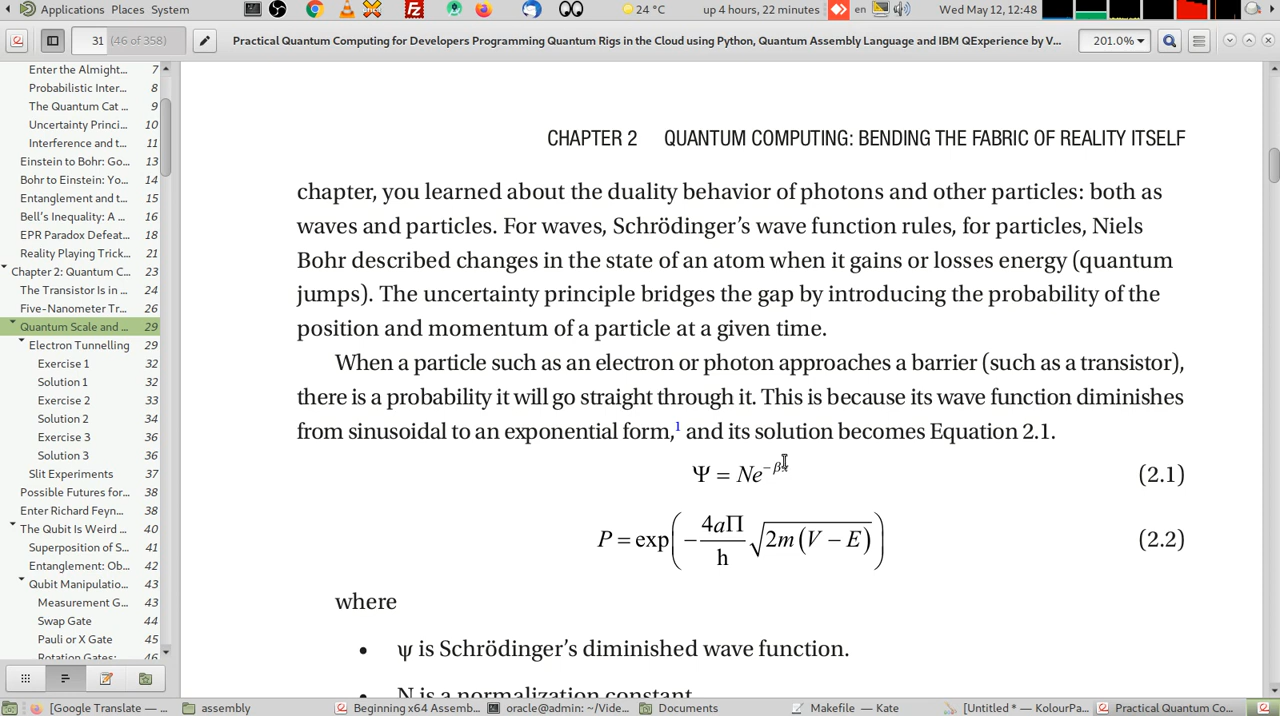 Applications Places System
24 °C
up 4 hours, 22 minutes
en
Wed May 12, 12:48
31 (46 of 358)
Practical Quantum Computing for Developers Programming Quantum Rigs in the Cloud using Python, Quantum Assembly Language and IBM QExperience by V...
201.0%
Enter the Almight... 7
Probabilistic Inter... 8
The Quantum Cat ... 9
Uncertainty Princi... 10
Interference and t... 11
Einstein to Bohr: Go... 13
Bohr to Einstein: Yo... 14
Entanglement and t... 15
Bell's Inequality: A ... 16
EPR Paradox Defeat... 18
Reality Playing Trick... 21
Chapter 2: Quantum C... 23
The Transistor Is in ... 24
Five-Nanometer Tr... 26
Quantum Scale and ... 29
Electron Tunnelling 29
Exercise 1 32
Solution 1 32
Exercise 2 33
Solution 2 34
Exercise 3 36
Solution 3 36
Slit Experiments 37
Possible Futures for... 38
Enter Richard Feyn... 38
The Qubit Is Weird ... 40
Superposition of S... 41
Entanglement: Ob... 42
Qubit Manipulatio... 43
Measurement G... 43
Swap Gate 44
Pauli or X Gate 45
Rotation Gates: ... 46
CHAPTER 2 QUANTUM COMPUTING: BENDING THE FABRIC OF REALITY ITSELF
chapter, you learned about the duality behavior of photons and other particles: both as
waves and particles. For waves, Schrödinger's wave function rules, for particles, Niels
Bohr described changes in the state of an atom when it gains or losses energy (quantum
jumps). The uncertainty principle bridges the gap by introducing the probability of the
position and momentum of a particle at a given time.
When a particle such as an electron or photon approaches a barrier (such as a transistor),
there is a probability it will go straight through it. This is because its wave function diminishes
from sinusoidal to an exponential form,¹ and its solution becomes Equation 2.1.
Ψ = Ne^(−βx) (2.1)
P = exp(−4aΠ/h √(2m(V − E))) (2.2)
where
• ψ is Schrödinger's diminished wave function.
• N is a normalization constant.
[Google Translate — ...
assembly
Beginning x64 Assemb...
oracle@admin: ~/Vide...
Documents
Makefile — Kate
[Untitled * — KolourPa...
Practical Quantum Co...